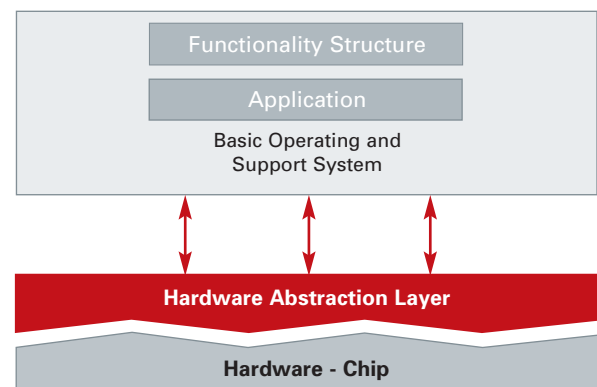 Functionality Structure
Application
Basic Operating and
Support System
Hardware Abstraction Layer
Hardware - Chip